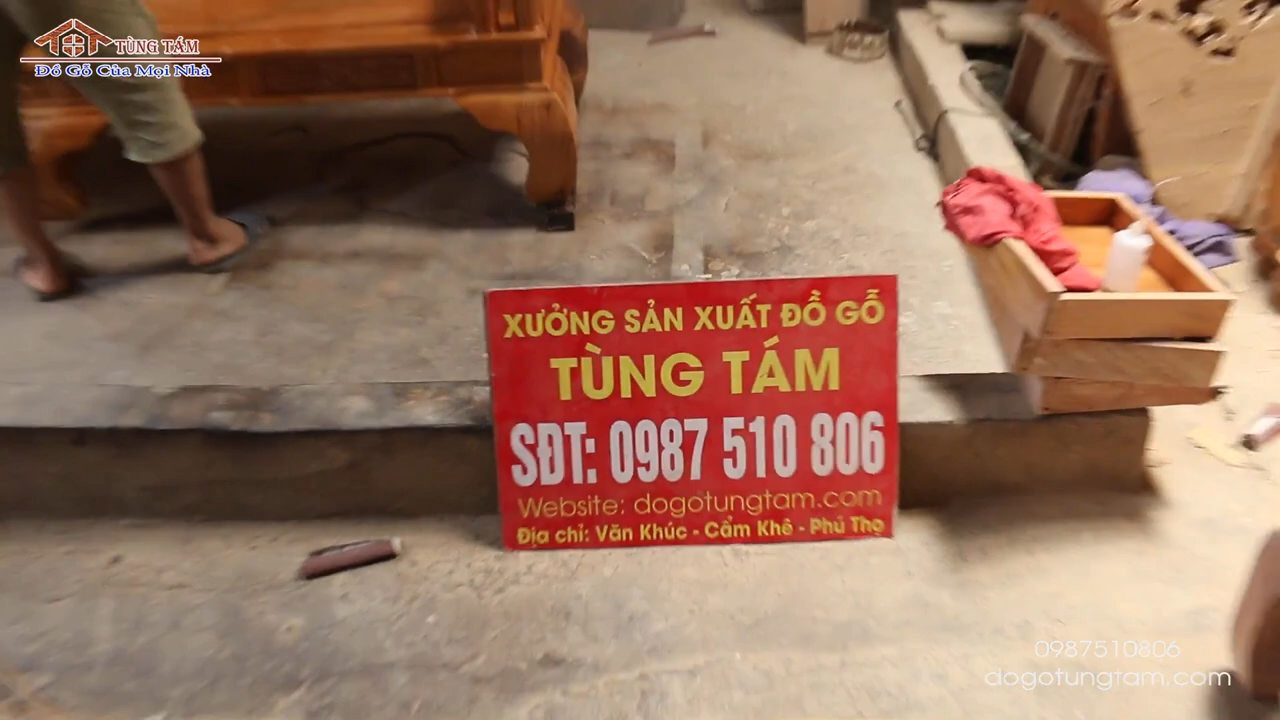 TÙNG TÁM
Đồ Gỗ Của Mọi Nhà
XƯỞNG SẢN XUẤT ĐỒ GỖ
TÙNG TÁM
SĐT: 0987 510 806
Website: dogotungtam.com
Địa chỉ: Văn Khúc - Cẩm Khê - Phú Thọ
0987510806
dogotungtam.com